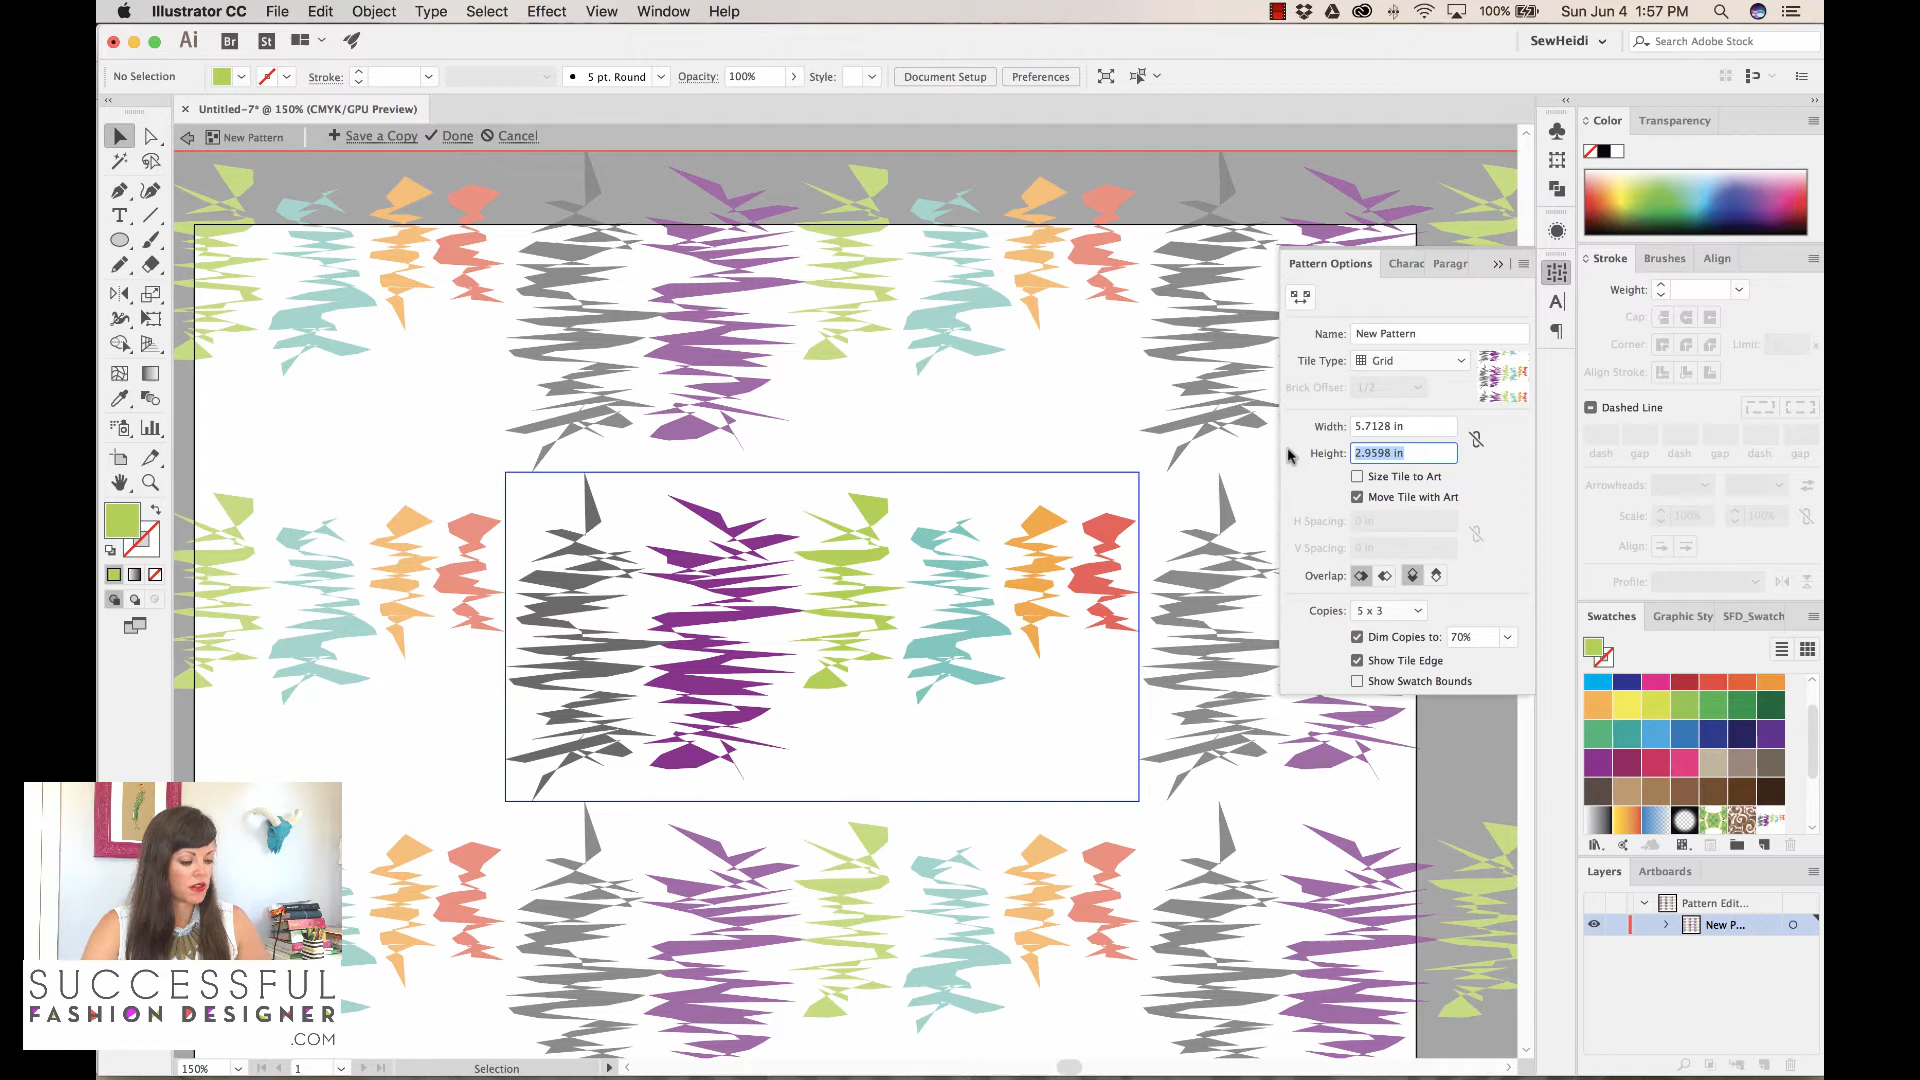 Illustrator CC File Edit Object Type Select Effect View Window Help 100% Sun Jun 4 1:57 PM
Ai Br St SewHeidi Search Adobe Stock
No Selection Stroke: 5 pt. Round Opacity: 100% Style: Document Setup Preferences
× Untitled-7* @ 150% (CMYK/GPU Preview)
New Pattern + Save a Copy Done Cancel
Color Transparency
Stroke Brushes Align
Weight:
Cap:
Corner: Limit: x
Align Stroke:
Dashed Line
dash gap dash gap dash gap
Arrowheads:
Scale: 100% 100%
Align:
Profile:
Pattern Options Charac Paragr
Name: New Pattern
Tile Type: Grid
Brick Offset: 1/2
Width: 5.7128 in
Height: 2.9598 in
Size Tile to Art
Move Tile with Art
H Spacing: 0 in
V Spacing: 0 in
Overlap:
Copies: 5 x 3
Dim Copies to: 70%
Show Tile Edge
Show Swatch Bounds
Swatches Graphic Sty SFD_Swatch
Layers Artboards
Pattern Edit...
New P...
SUCCESSFUL
FASHION DESIGNER
.COM
150% 1 Selection